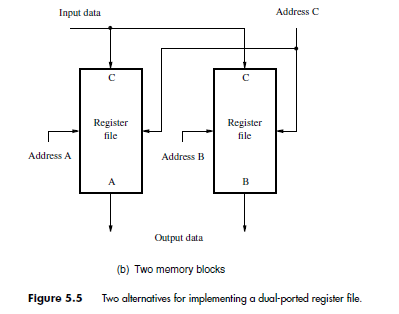 Input data
Address C
C
C
Register
file
Register
file
Address A
Address B
A
B
Output data
(b) Two memory blocks
Figure 5.5 Two alternatives for implementing a dual-ported register file.